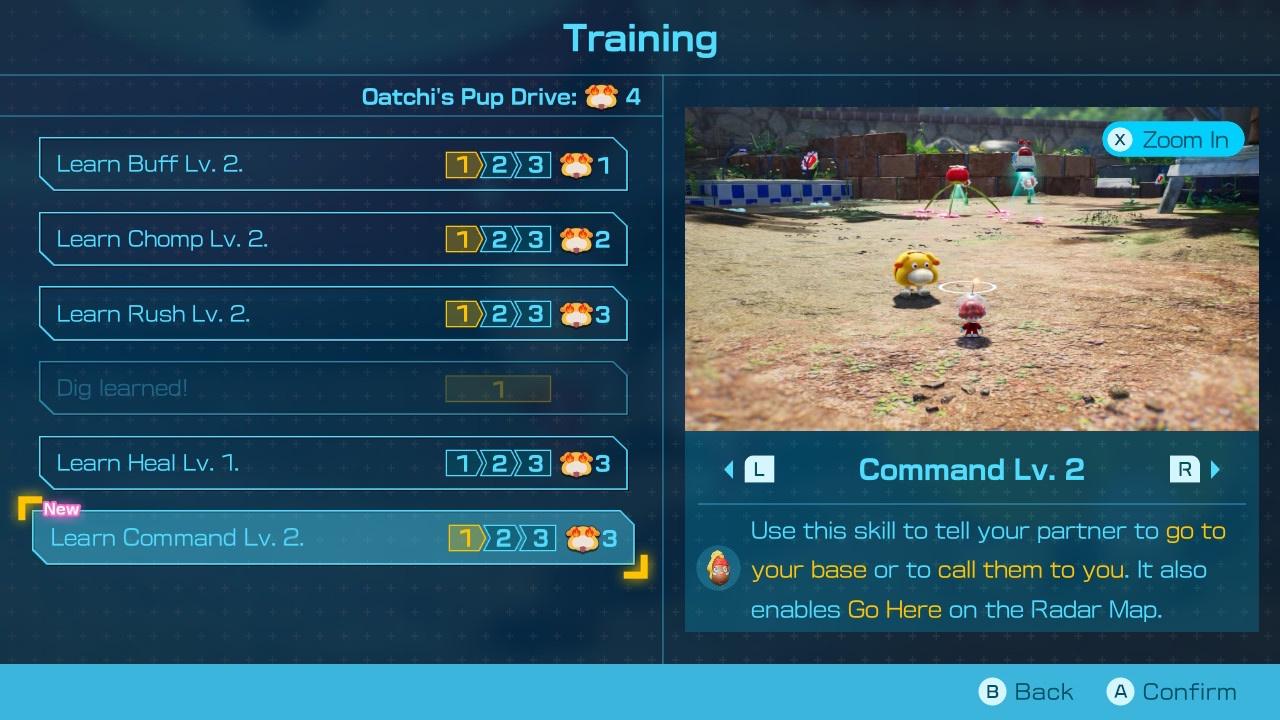 Training
Oatchi's Pup Drive: 4
Learn Buff Lv. 2. 1 2 3 1
Learn Chomp Lv. 2. 1 2 3 2
Learn Rush Lv. 2. 1 2 3 3
Dig learned! 1
Learn Heal Lv. 1. 1 2 3 3
New
Learn Command Lv. 2. 1 2 3 3
X Zoom In
L Command Lv. 2 R
Use this skill to tell your partner to go to
your base or to call them to you. It also
enables Go Here on the Radar Map.
B Back A Confirm